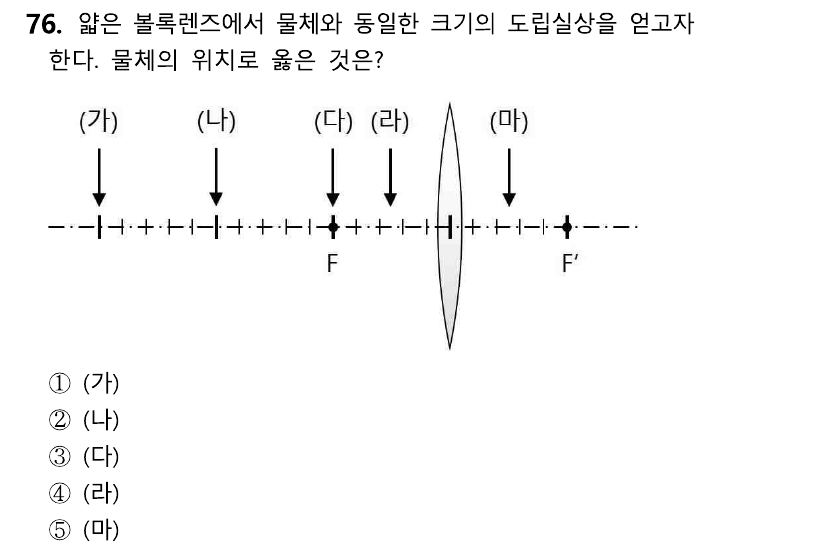 76. 얇은 볼록렌즈에서 물체와 동일한 크기의 도립실상을 얻고자
한다. 물체의 위치로 옳은 것은?
(가) (나) (다) (라) (마)
F F′
① (가)
② (나)
③ (다)
④ (라)
⑤ (마)